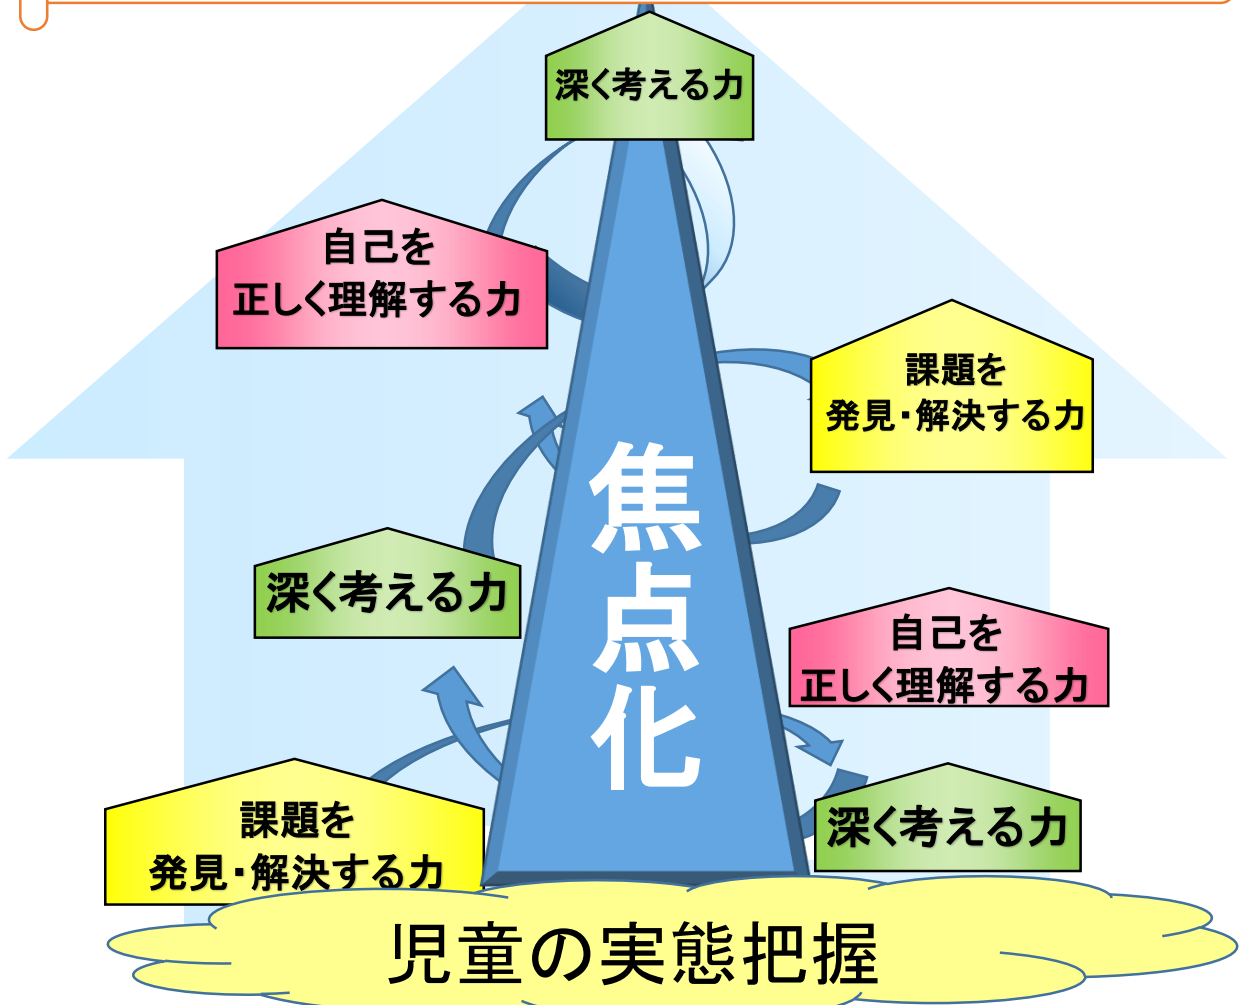 深く考える力
自己を
正しく理解する力
課題を
発見・解決する力
焦点化
深く考える力
自己を
正しく理解する力
課題を
発見・解決する力
深く考える力
児童の実態把握